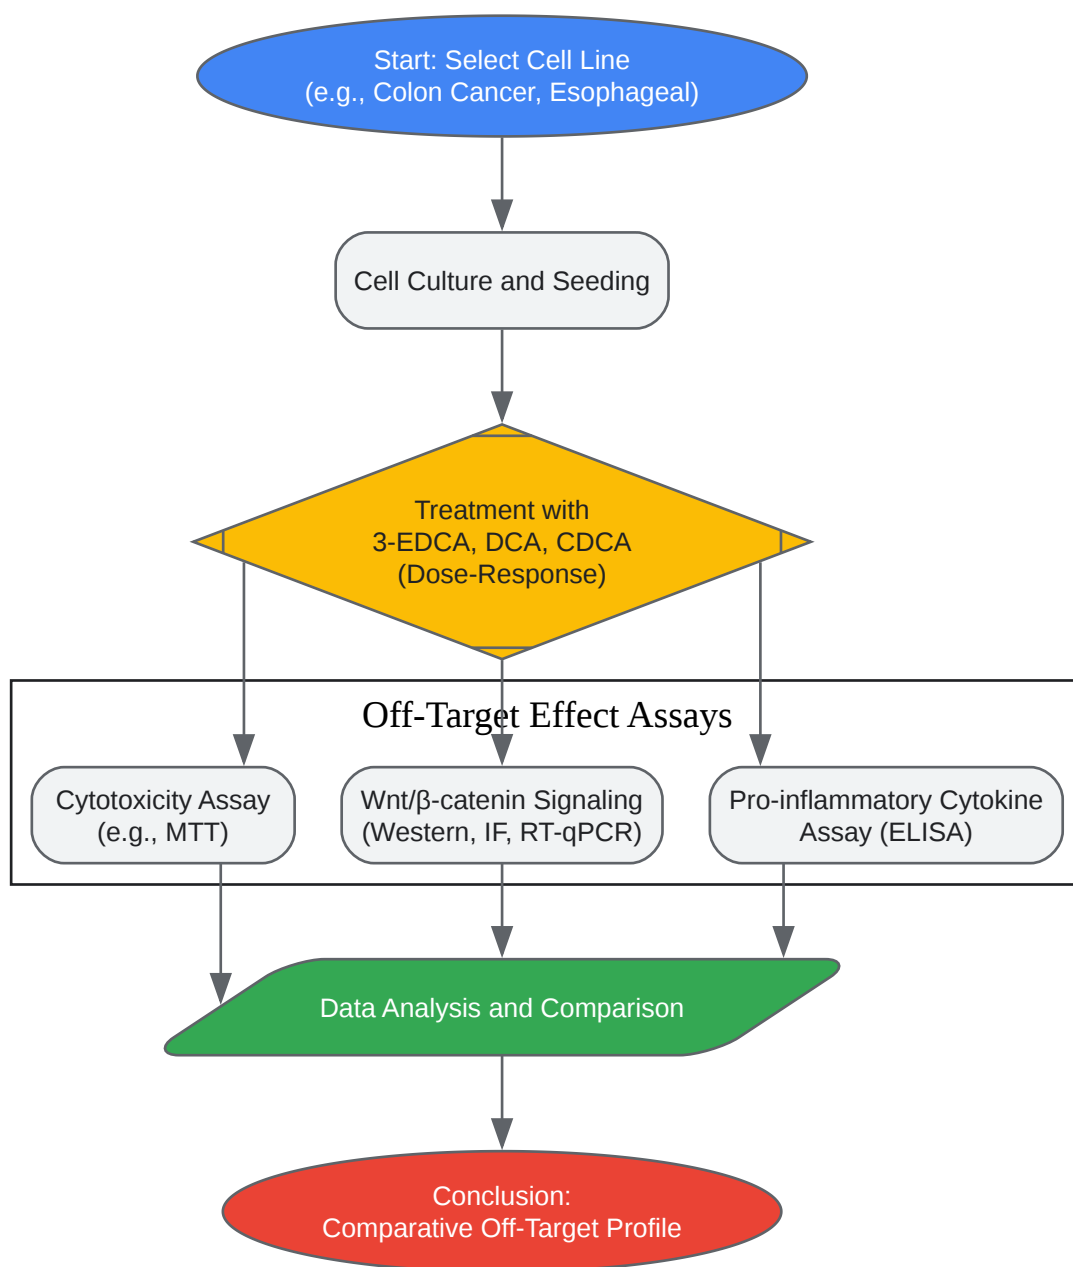 Start: Select Cell Line
(e.g., Colon Cancer, Esophageal)
Cell Culture and Seeding
Treatment with
3-EDCA, DCA, CDCA
(Dose-Response)
Off-Target Effect Assays
Cytotoxicity Assay
(e.g., MTT)
Wnt/β-catenin Signaling
(Western, IF, RT-qPCR)
Pro-inflammatory Cytokine
Assay (ELISA)
Data Analysis and Comparison
Conclusion:
Comparative Off-Target Profile